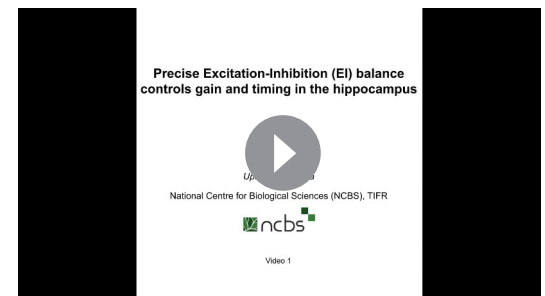 Precise Excitation-Inhibition (EI) balance
controls gain and timing in the hippocampus
National Centre for Biological Sciences (NCBS), TIFR
ncbs
Video 1